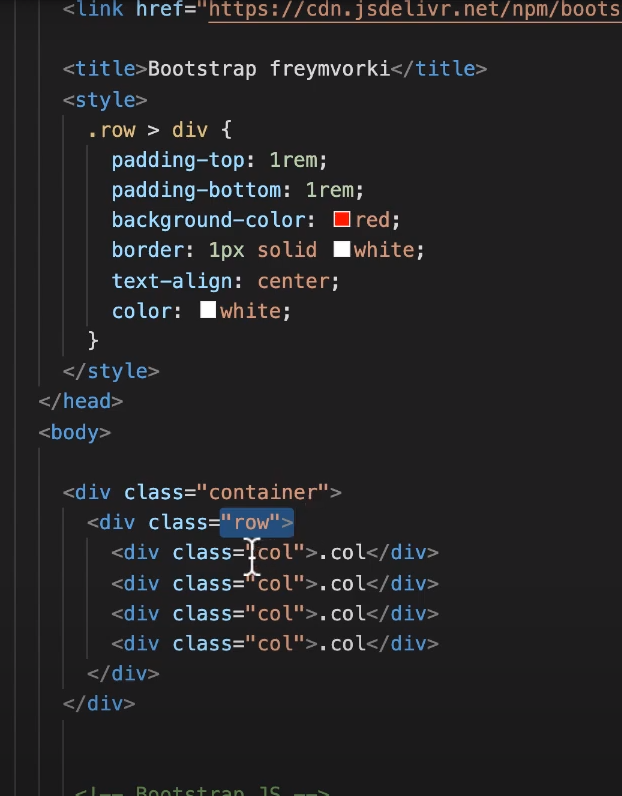 <link href="https://cdn.jsdelivr.net/npm/boots
<title>Bootstrap freymvorki</title>
<style>
.row > div {
padding-top: 1rem;
padding-bottom: 1rem;
background-color: red;
border: 1px solid white;
text-align: center;
color: white;
}
</style>
</head>
<body>
<div class="container">
<div class="row">
<div class="col">.col</div>
<div class="col">.col</div>
<div class="col">.col</div>
<div class="col">.col</div>
</div>
</div>
<!-- Bootstrap JS -->